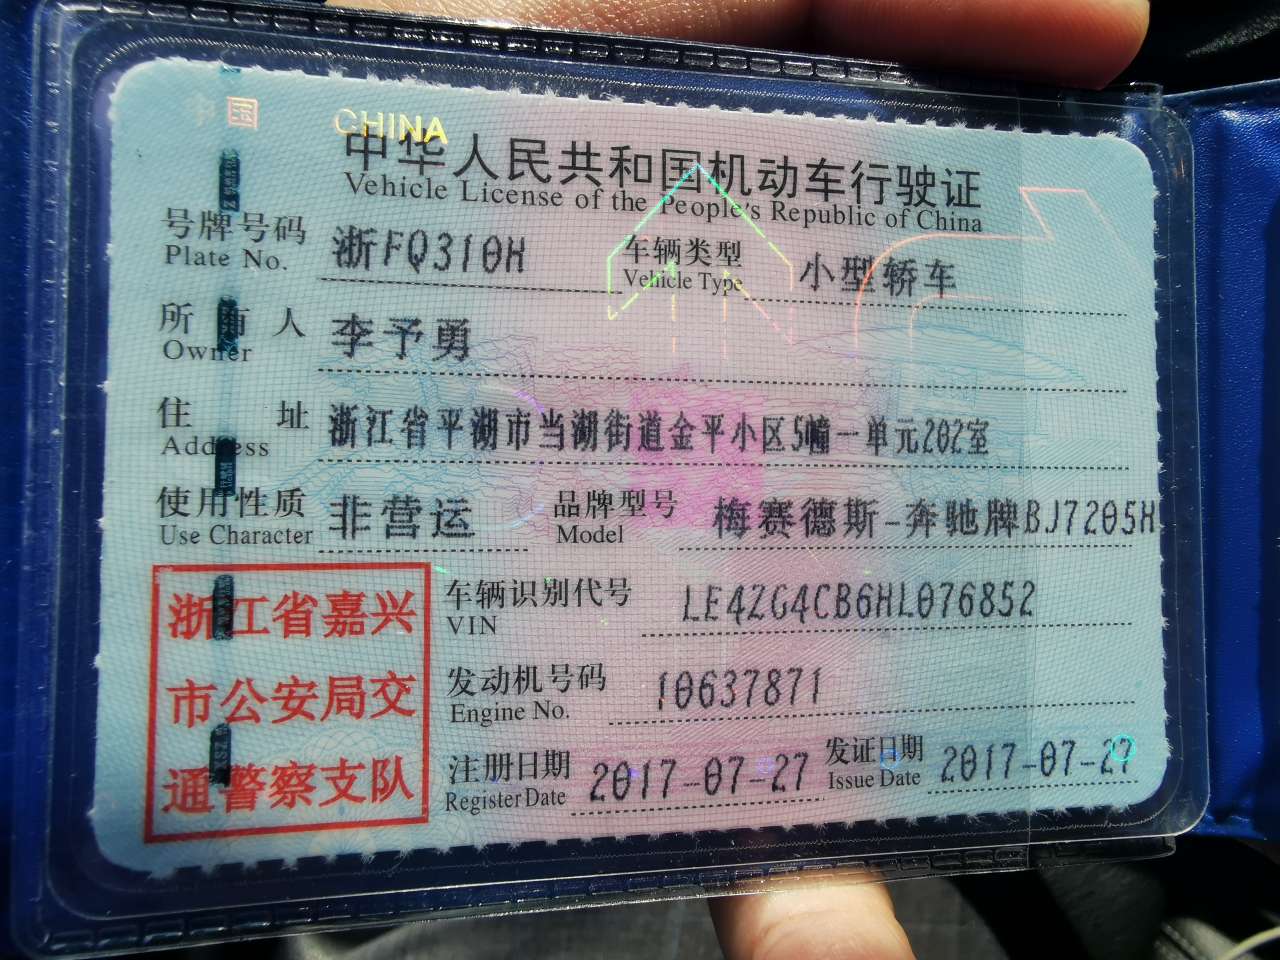 CHINA
中华人民共和国机动车行驶证
Vehicle License of the People's Republic of China
号牌号码 浙FQ310H 车辆类型 小型轿车
Plate No. Vehicle Type
所有人 李予勇
Owner
住址 浙江省平湖市当湖街道金平小区5幢一单元202室
Address
使用性质 非营运 品牌型号 梅赛德斯-奔驰牌BJ7205H
Use Character Model
浙江省嘉兴
市公安局交
通警察支队
车辆识别代号 LE4ZG4CB6HL076852
VIN
发动机号码 10637871
Engine No.
注册日期 2017-07-27 发证日期 2017-07-27
Register Date Issue Date